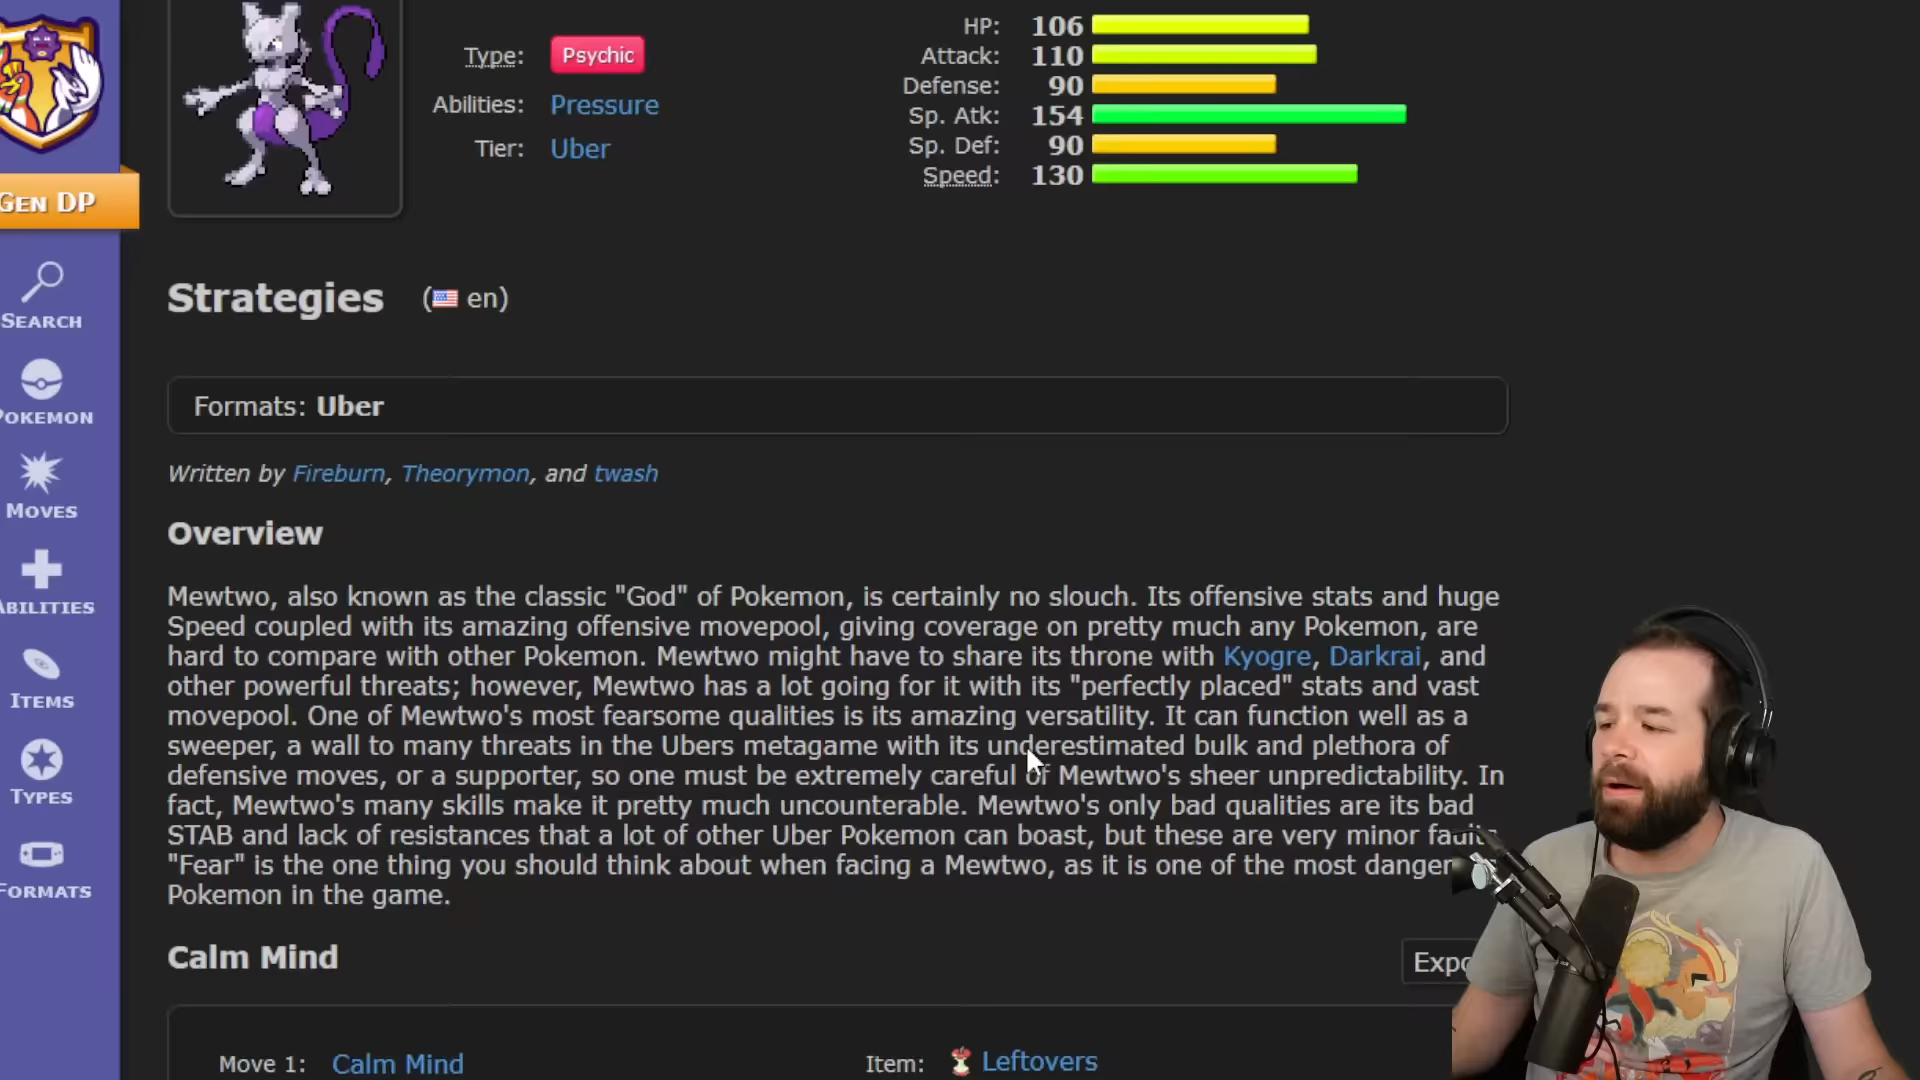 HP: 106
Type: Psychic
Attack: 110
Defense: 90
Abilities: Pressure
Sp. Atk: 154
Tier: Uber
Sp. Def: 90
Speed: 130
GEN DP
SEARCH
POKEMON
MOVES
ABILITIES
ITEMS
TYPES
FORMATS
Strategies (en)
Formats: Uber
Written by Fireburn, Theorymon, and twash
Overview
Mewtwo, also known as the classic "God" of Pokemon, is certainly no slouch. Its offensive stats and huge
Speed coupled with its amazing offensive movepool, giving coverage on pretty much any Pokemon, are
hard to compare with other Pokemon. Mewtwo might have to share its throne with Kyogre, Darkrai, and
other powerful threats; however, Mewtwo has a lot going for it with its "perfectly placed" stats and vast
movepool. One of Mewtwo's most fearsome qualities is its amazing versatility. It can function well as a
sweeper, a wall to many threats in the Ubers metagame with its underestimated bulk and plethora of
defensive moves, or a supporter, so one must be extremely careful of Mewtwo's sheer unpredictability. In
fact, Mewtwo's many skills make it pretty much uncounterable. Mewtwo's only bad qualities are its bad
STAB and lack of resistances that a lot of other Uber Pokemon can boast, but these are very minor faults
"Fear" is the one thing you should think about when facing a Mewtwo, as it is one of the most danger
Pokemon in the game.
Calm Mind
Expo
Move 1: Calm Mind
Item: Leftovers